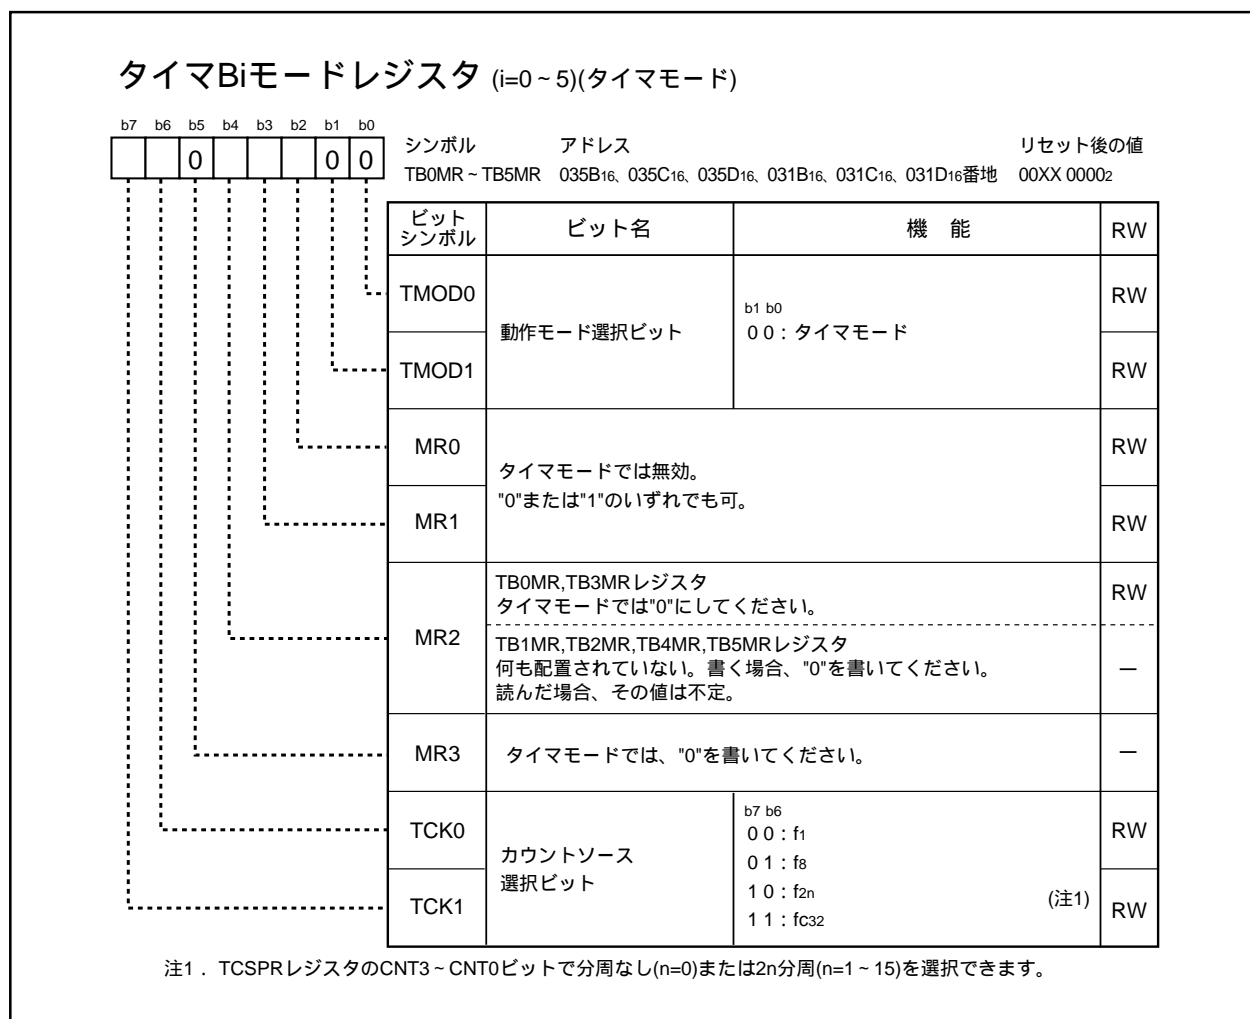 タイマBiモードレジスタ (i=0～5)(タイマモード)
b7 b6 b5 b4 b3 b2 b1 b0
0 0 0
シンボル アドレス リセット後の値
TB0MR～TB5MR 035B16、035C16、035D16、031B16、031C16、031D16番地 00XX 00002
ビット
シンボル
ビット名 機　能 RW
TMOD0 RW
動作モード選択ビット
b1 b0
0 0：タイマモード
TMOD1 RW
MR0 RW
タイマモードでは無効。
"0"または"1"のいずれでも可。
MR1 RW
MR2
TB0MR,TB3MRレジスタ
タイマモードでは"0"にしてください。
RW
TB1MR,TB2MR,TB4MR,TB5MRレジスタ
何も配置されていない。書く場合、"0"を書いてください。
読んだ場合、その値は不定。
－
MR3 タイマモードでは、"0"を書いてください。 －
TCK0 RW
カウントソース
選択ビット
b7 b6
0 0：f1
0 1：f8
1 0：f2n (注1)
1 1：fC32
TCK1 RW
注1．TCSPRレジスタのCNT3～CNT0ビットで分周なし(n=0)または2n分周(n=1～15)を選択できます。